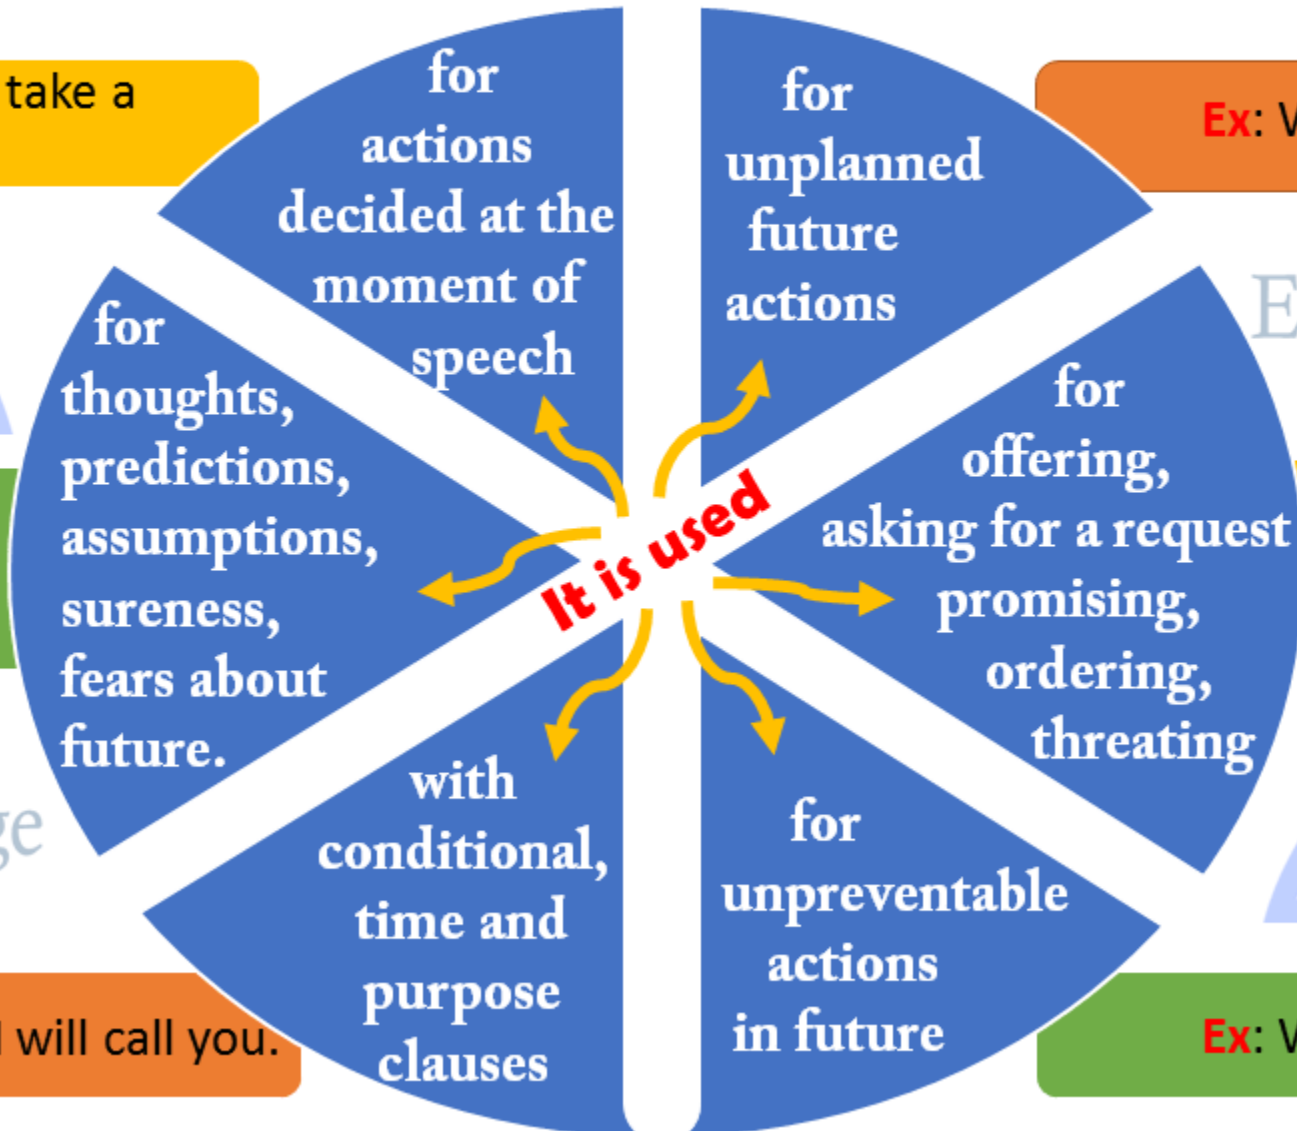 take a
for
actions
decided at the
moment of
speech
for
unplanned
future
actions
Ex:
for
thoughts,
predictions,
assumptions,
sureness,
fears about
future.
It is used
for
offering,
asking for a request
promising,
ordering,
threating
with
conditional,
time and
purpose
clauses
for
unpreventable
actions
in future
will call you.
Ex: